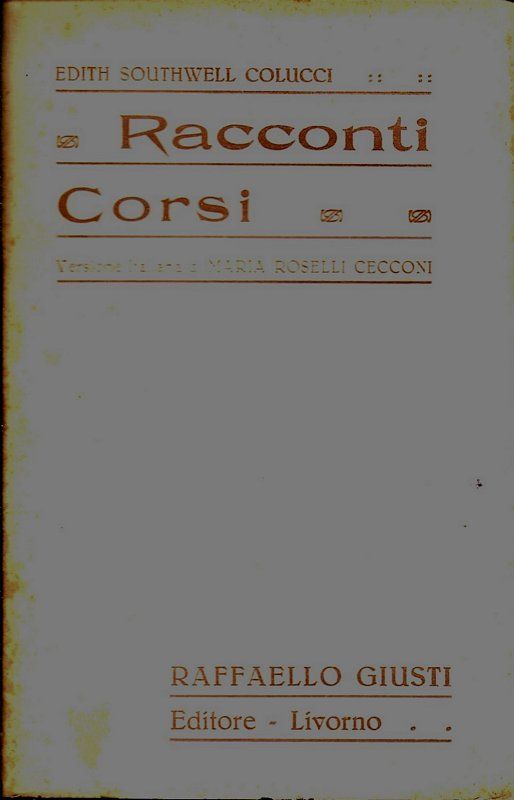 EDITH SOUTHWELL COLUCCI :: ::
Racconti
Corsi
Versione italiana di MARIA ROSELLI CECCONI
RAFFAELLO GIUSTI
Editore - Livorno . .